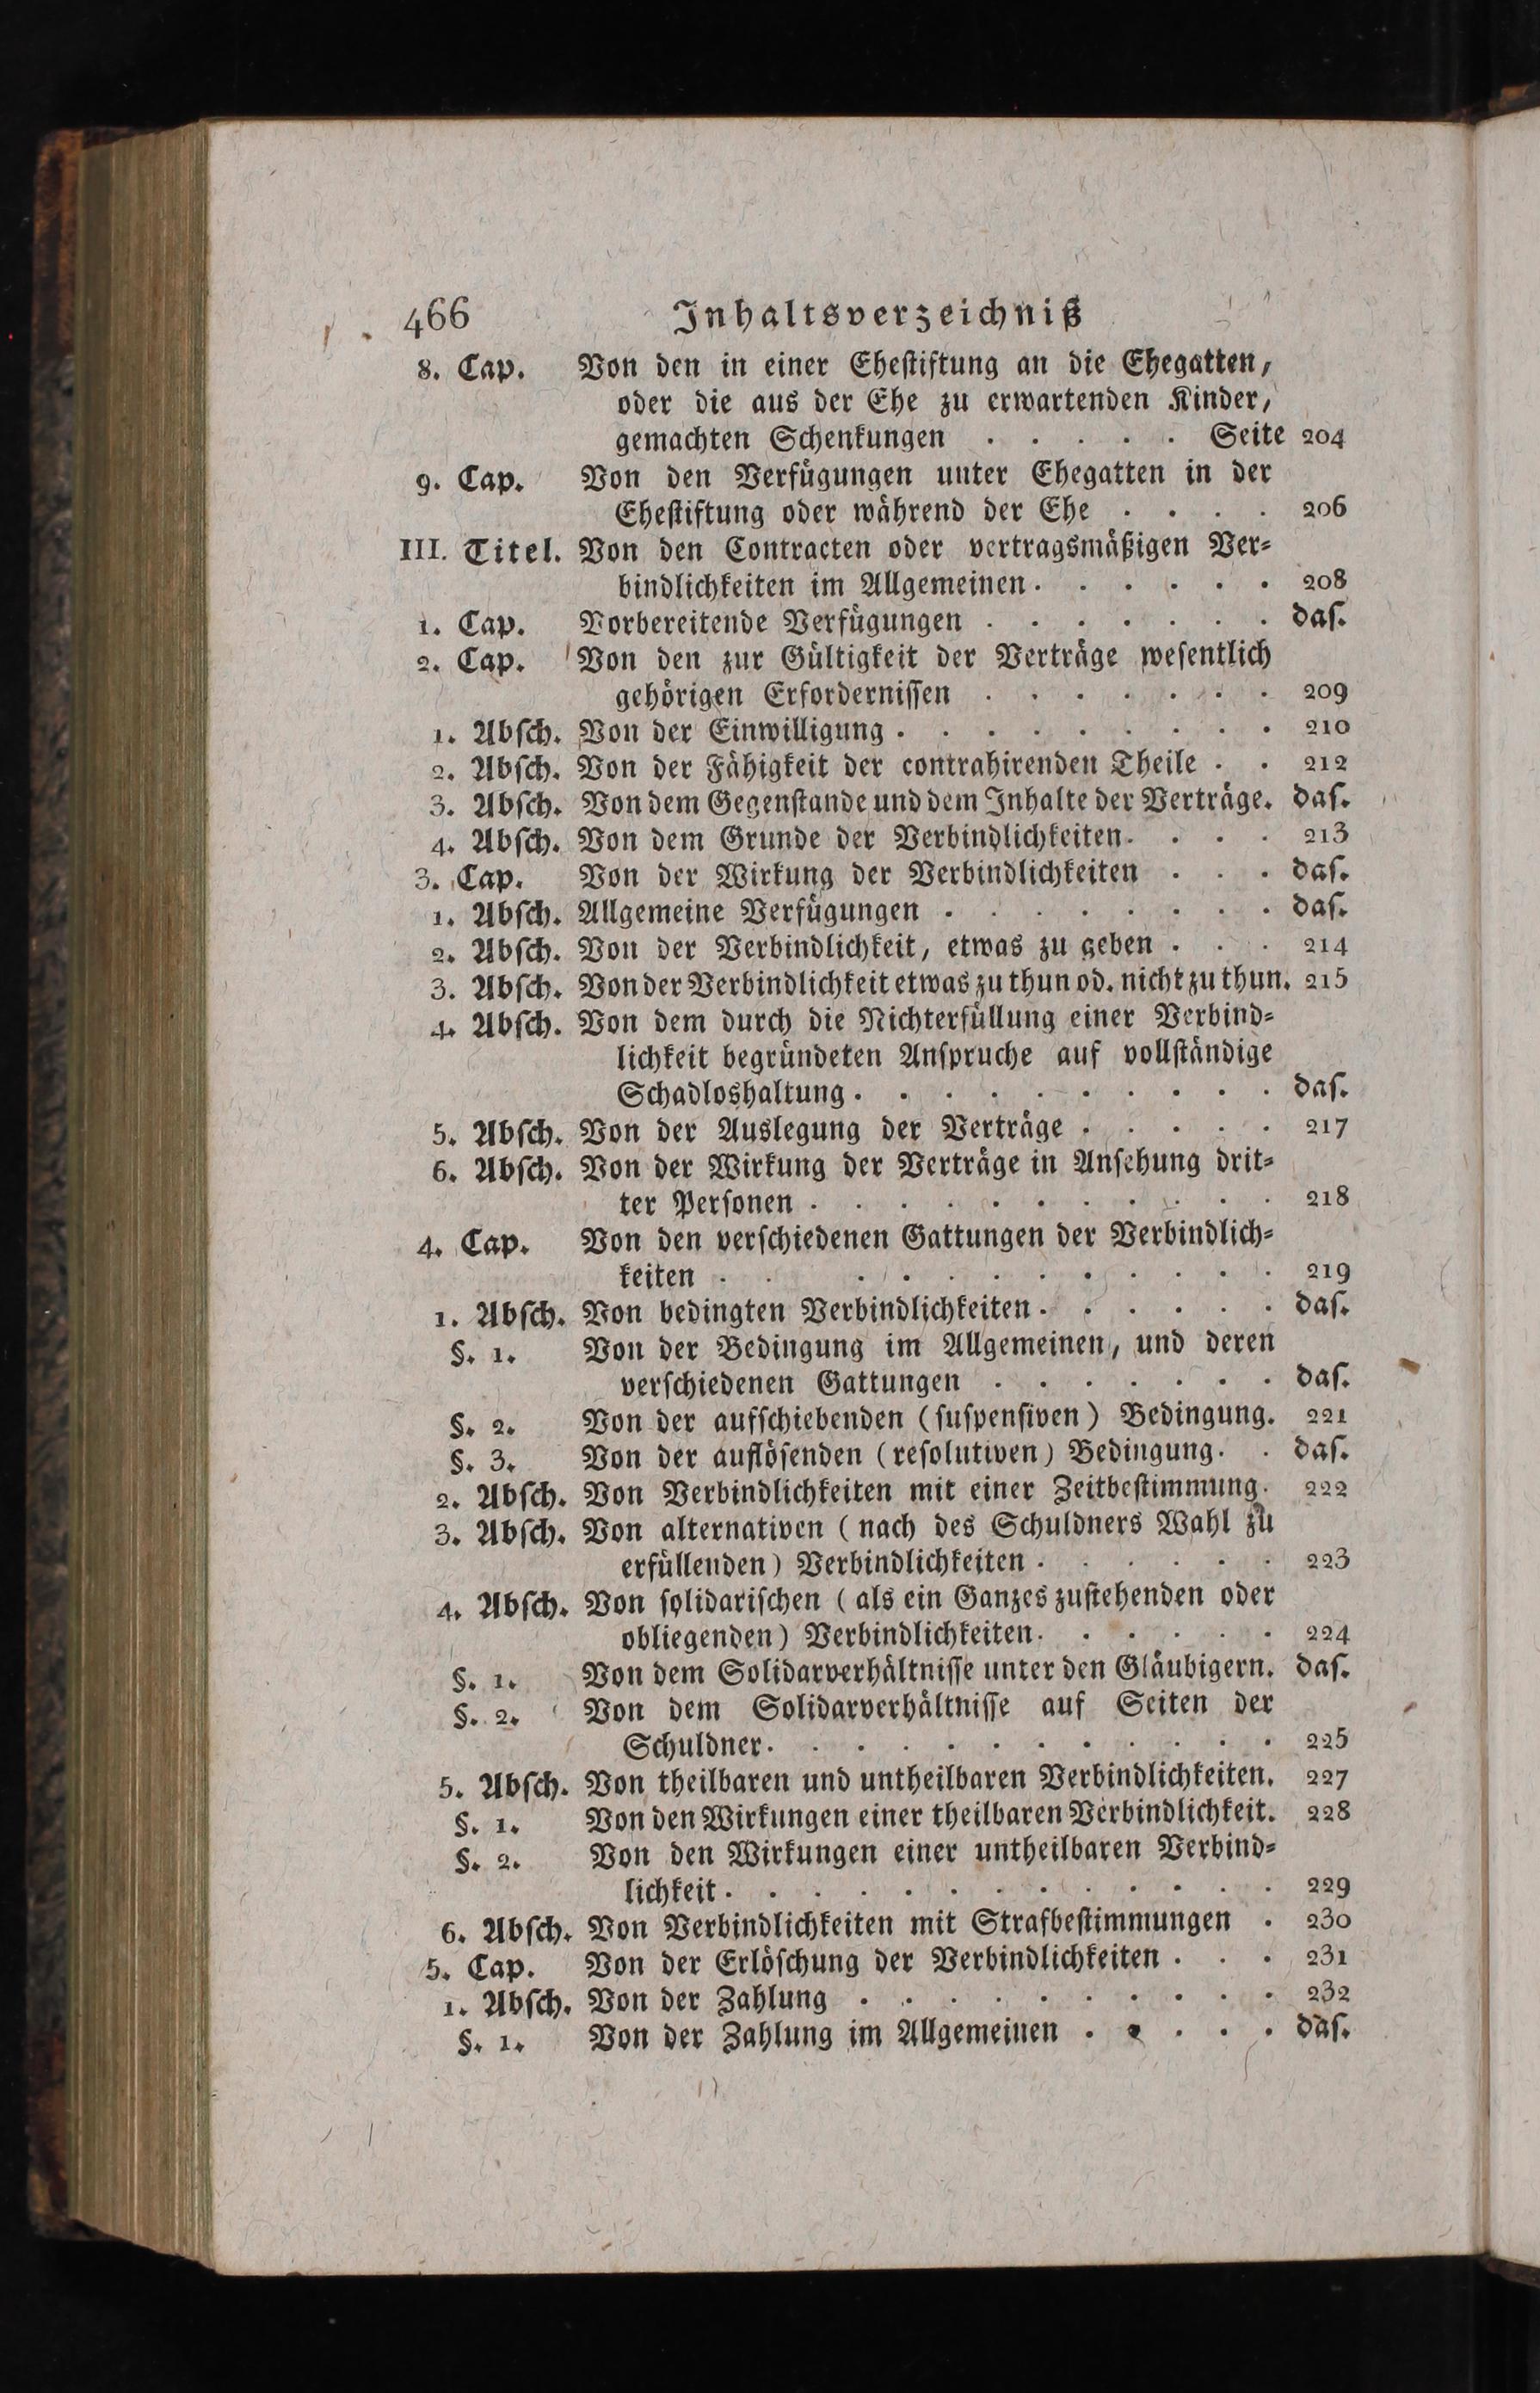 466 Inhaltsverzeichniß
8. Cap. Von den in einer Eheſtiftung an die Ehegatten,
oder die aus der Ehe zu erwartenden Kinder,
gemachten Schenkungen . . . . . Seite 204
9. Cap. Von den Verfügungen unter Ehegatten in der
Eheſtiftung oder während der Ehe . . . . 206
III. Titel. Von den Contracten oder vertragsmäßigen Ver⸗
bindlichkeiten im Allgemeinen . . . . . . 208
1. Cap. Vorbereitende Verfügungen . . . . . . . daſ.
2. Cap. Von den zur Gültigkeit der Verträge weſentlich
gehörigen Erforderniſſen . . . . . . . 209
1. Abſch. Von der Einwilligung . . . . . . . . . 210
2. Abſch. Von der Fähigkeit der contrahirenden Theile . . 212
3. Abſch. Von dem Gegenſtande und dem Inhalte der Verträge. daſ.
4. Abſch. Von dem Grunde der Verbindlichkeiten . . . . 213
3. Cap. Von der Wirkung der Verbindlichkeiten . . . daſ.
1. Abſch. Allgemeine Verfügungen . . . . . . . . daſ.
2. Abſch. Von der Verbindlichkeit, etwas zu geben . . . 214
3. Abſch. Von der Verbindlichkeit etwas zu thun od. nicht zu thun. 215
4. Abſch. Von dem durch die Nichterfüllung einer Verbind⸗
lichkeit begründeten Anſpruche auf vollſtändige
Schadloshaltung . . . . . . . . . . daſ.
5. Abſch. Von der Auslegung der Verträge . . . . . 217
6. Abſch. Von der Wirkung der Verträge in Anſehung drit⸗
ter Perſonen . . . . . . . . . . . 218
4. Cap. Von den verſchiedenen Gattungen der Verbindlich⸗
keiten . . . . . . . . . . . . 219
1. Abſch. Von bedingten Verbindlichkeiten . . . . . . daſ.
§. 1. Von der Bedingung im Allgemeinen, und deren
verſchiedenen Gattungen . . . . . . . daſ.
§. 2. Von der aufſchiebenden (ſuſpenſiven) Bedingung. 221
§. 3. Von der auflöſenden (reſolutiven) Bedingung . . daſ.
2. Abſch. Von Verbindlichkeiten mit einer Zeitbeſtimmung. 222
3. Abſch. Von alternativen (nach des Schuldners Wahl zu
erfüllenden) Verbindlichkeiten . . . . . . 223
4. Abſch. Von ſolidariſchen (als ein Ganzes zuſtehenden oder
obliegenden) Verbindlichkeiten . . . . . . 224
§. 1. Von dem Solidarverhältniſſe unter den Gläubigern. daſ.
§. 2. Von dem Solidarverhältniſſe auf Seiten der
Schuldner . . . . . . . . . . . . 225
5. Abſch. Von theilbaren und untheilbaren Verbindlichkeiten. 227
§. 1. Von den Wirkungen einer theilbaren Verbindlichkeit. 228
§. 2. Von den Wirkungen einer untheilbaren Verbind⸗
lichkeit . . . . . . . . . . . . . 229
6. Abſch. Von Verbindlichkeiten mit Strafbeſtimmungen . 230
5. Cap. Von der Erlöſchung der Verbindlichkeiten . . . 231
1. Abſch. Von der Zahlung . . . . . . . . . . 232
§. 1. Von der Zahlung im Allgemeinen . . . . . daſ.